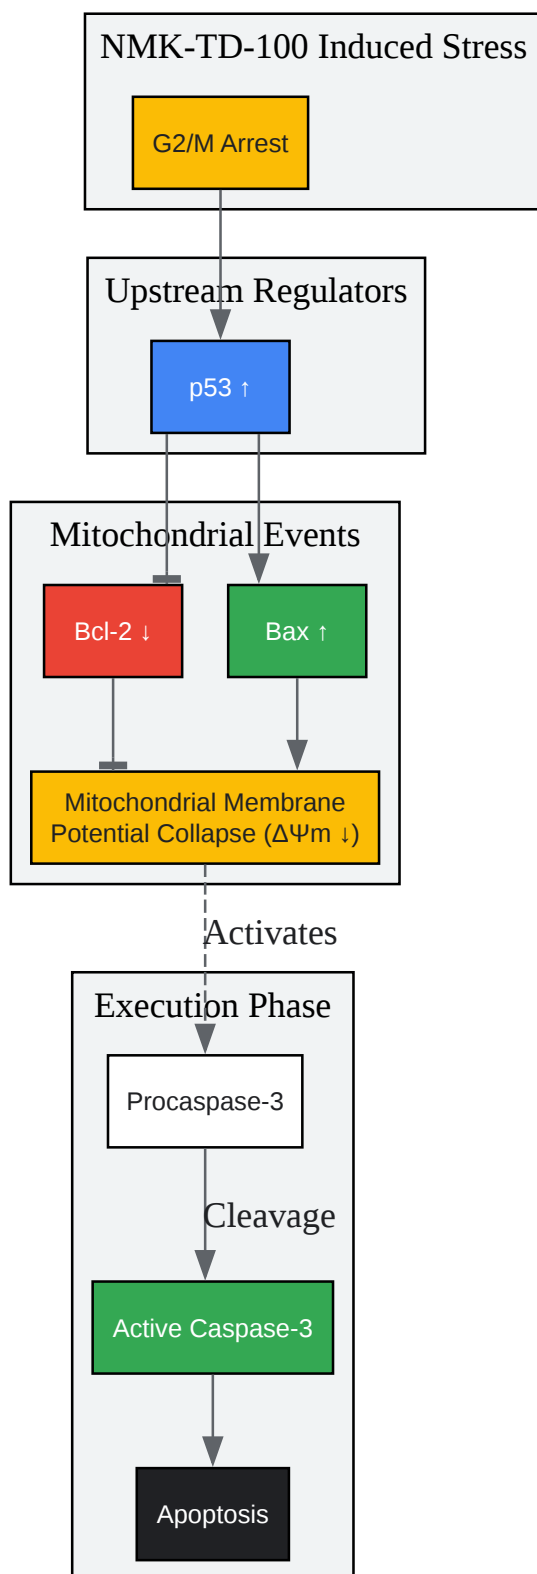 NMK-TD-100 Induced Stress
G2/M Arrest
Upstream Regulators
p53 ↑
Mitochondrial Events
Bcl-2 ↓
Bax ↑
Mitochondrial Membrane
Potential Collapse (ΔΨm ↓)
Activates
Execution Phase
Procaspase-3
Cleavage
Active Caspase-3
Apoptosis